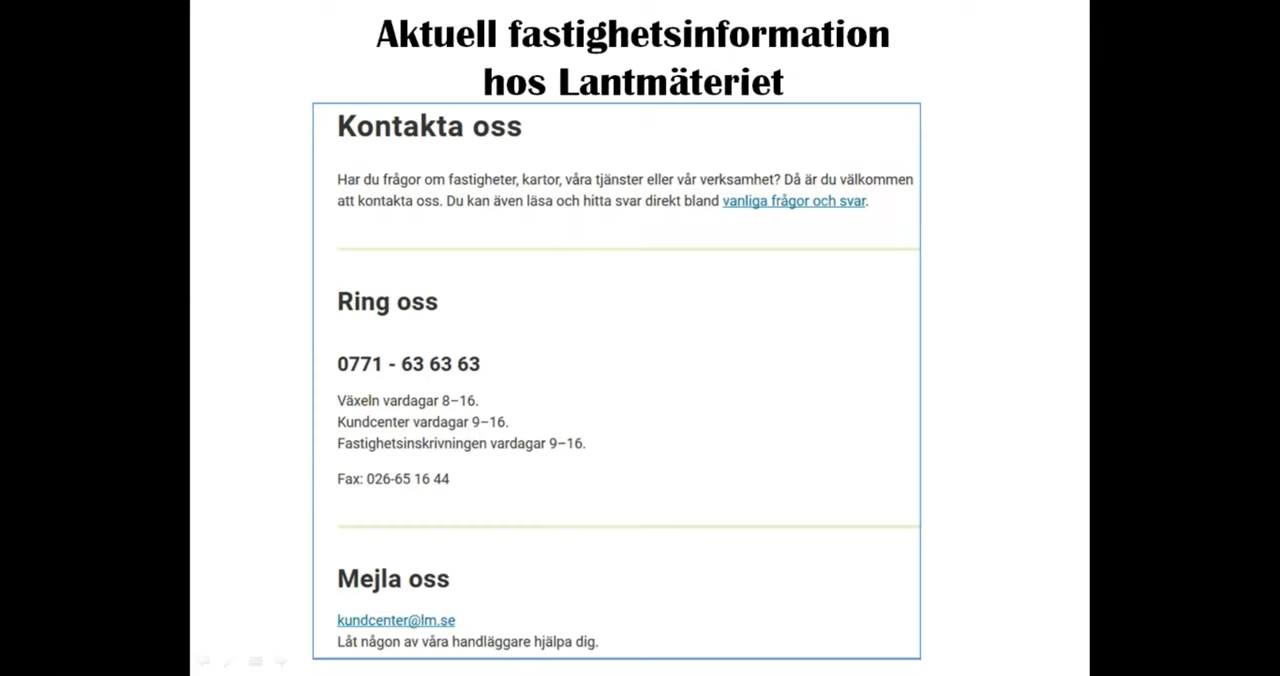 Aktuell fastighetsinformation
hos Lantmäteriet
Kontakta oss
Har du frågor om fastigheter, kartor, våra tjänster eller vår verksamhet? Då är du välkommen
att kontakta oss. Du kan även läsa och hitta svar direkt bland vanliga frågor och svar.
Ring oss
0771 - 63 63 63
Växeln vardagar 8–16.
Kundcenter vardagar 9–16.
Fastighetsinskrivningen vardagar 9–16.
Fax: 026-65 16 44
Mejla oss
kundcenter@lm.se
Låt någon av våra handläggare hjälpa dig.